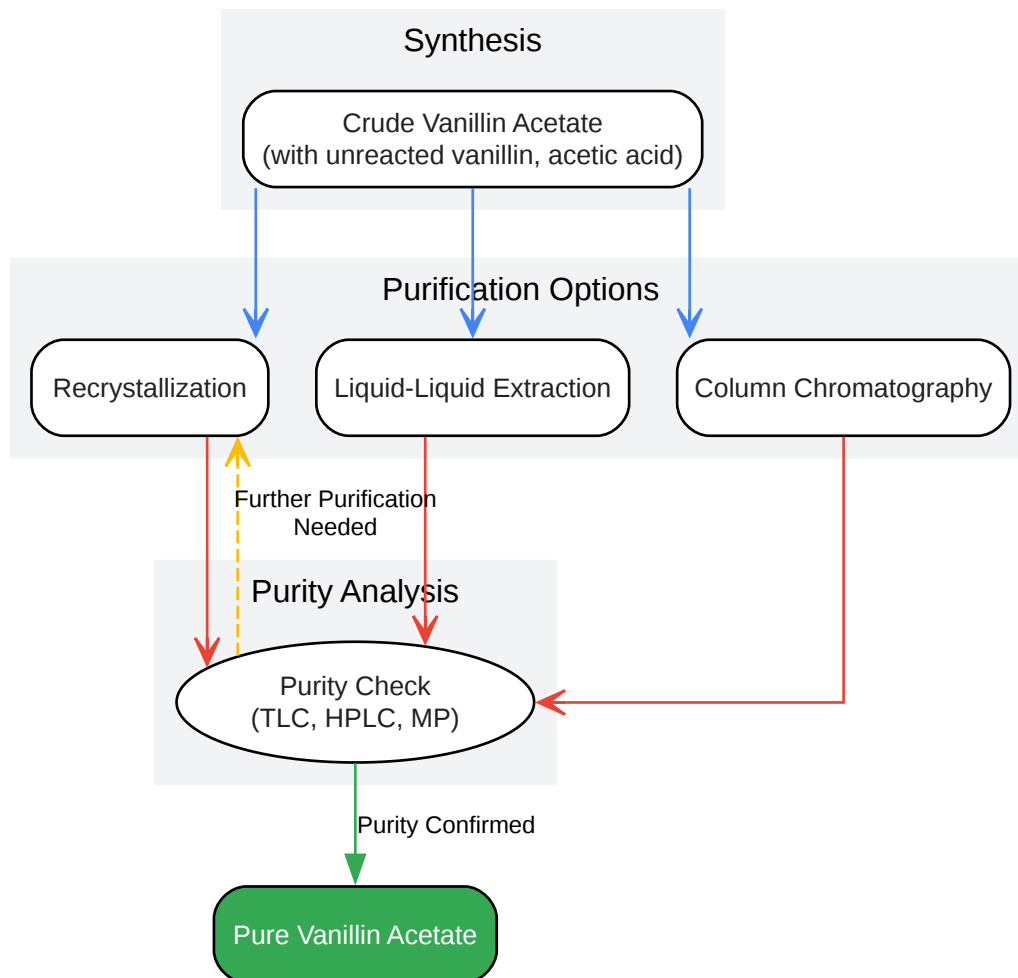 Synthesis
Crude Vanillin Acetate
(with unreacted vanillin, acetic acid)
Purification Options
Recrystallization
Liquid-Liquid Extraction
Column Chromatography
Further Purification
Needed
Purity Analysis
Purity Check
(TLC, HPLC, MP)
Purity Confirmed
Pure Vanillin Acetate